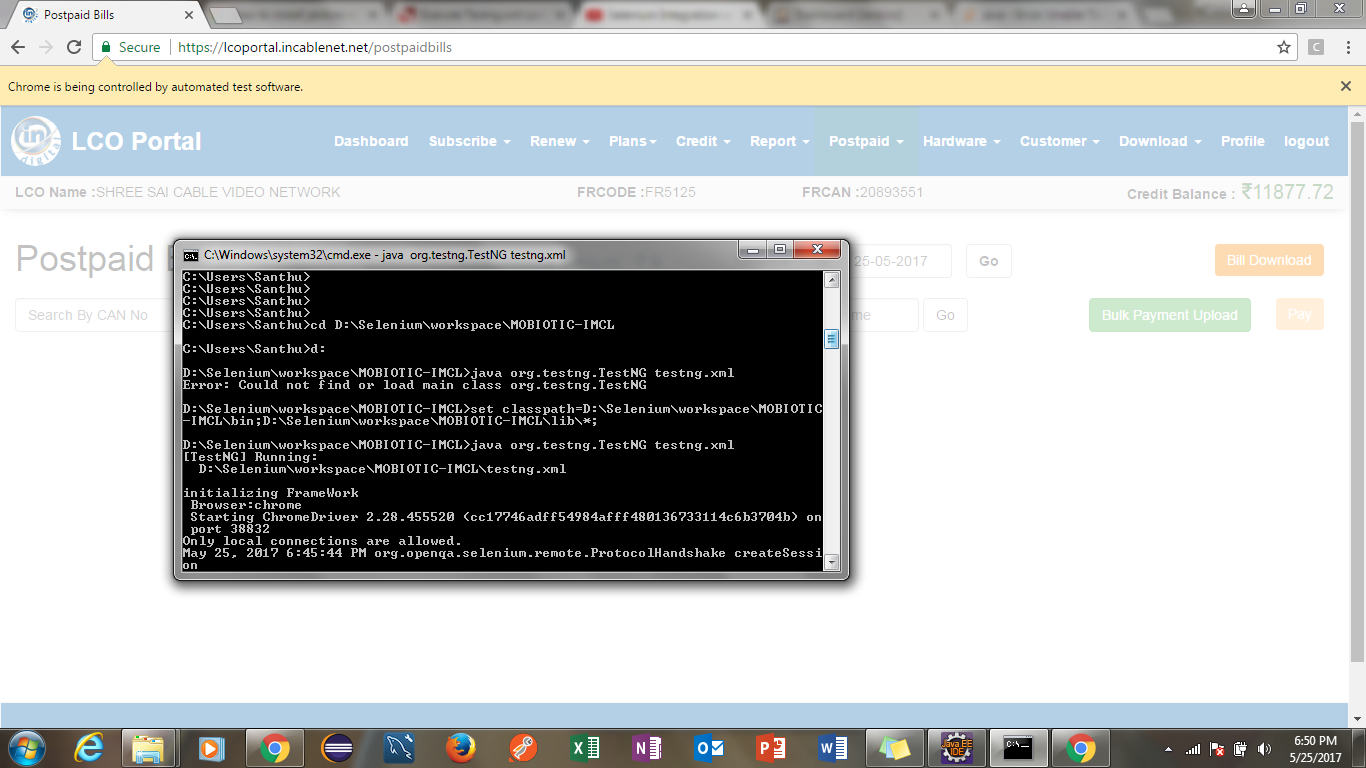 Postpaid Bills
Secure https://lcoportal.incablenet.net/postpaidbills
C
Chrome is being controlled by automated test software.
in digital LCO Portal Dashboard Subscribe Renew Plans Credit Report Postpaid Hardware Customer Download Profile logout
LCO Name :SHREE SAI CABLE VIDEO NETWORK FRCODE :FR5125 FRCAN :20893551 Credit Balance : ₹11877.72
Postpaid 25-05-2017 Go Bill Download
Search By CAN No Go Bulk Payment Upload Pay
C:\Windows\system32\cmd.exe - java org.testng.TestNG testng.xml
C:\Users\Santhu>
C:\Users\Santhu>
C:\Users\Santhu>
C:\Users\Santhu>
C:\Users\Santhu>cd D:\Selenium\workspace\MOBIOTIC-IMCL
C:\Users\Santhu>d:
D:\Selenium\workspace\MOBIOTIC-IMCL>java org.testng.TestNG testng.xml
Error: Could not find or load main class org.testng.TestNG
D:\Selenium\workspace\MOBIOTIC-IMCL>set classpath=D:\Selenium\workspace\MOBIOTIC
-IMCL\bin;D:\Selenium\workspace\MOBIOTIC-IMCL\lib\*;
D:\Selenium\workspace\MOBIOTIC-IMCL>java org.testng.TestNG testng.xml
[TestNG] Running:
D:\Selenium\workspace\MOBIOTIC-IMCL\testng.xml
initializing FrameWork
Browser:chrome
Starting ChromeDriver 2.28.455520 (cc17746adff54984afff480136733114c6b3704b) on
port 38832
Only local connections are allowed.
May 25, 2017 6:45:44 PM org.openqa.selenium.remote.ProtocolHandshake createSessi
on
Java EE
IDE
C:\
6:50 PM
5/25/2017